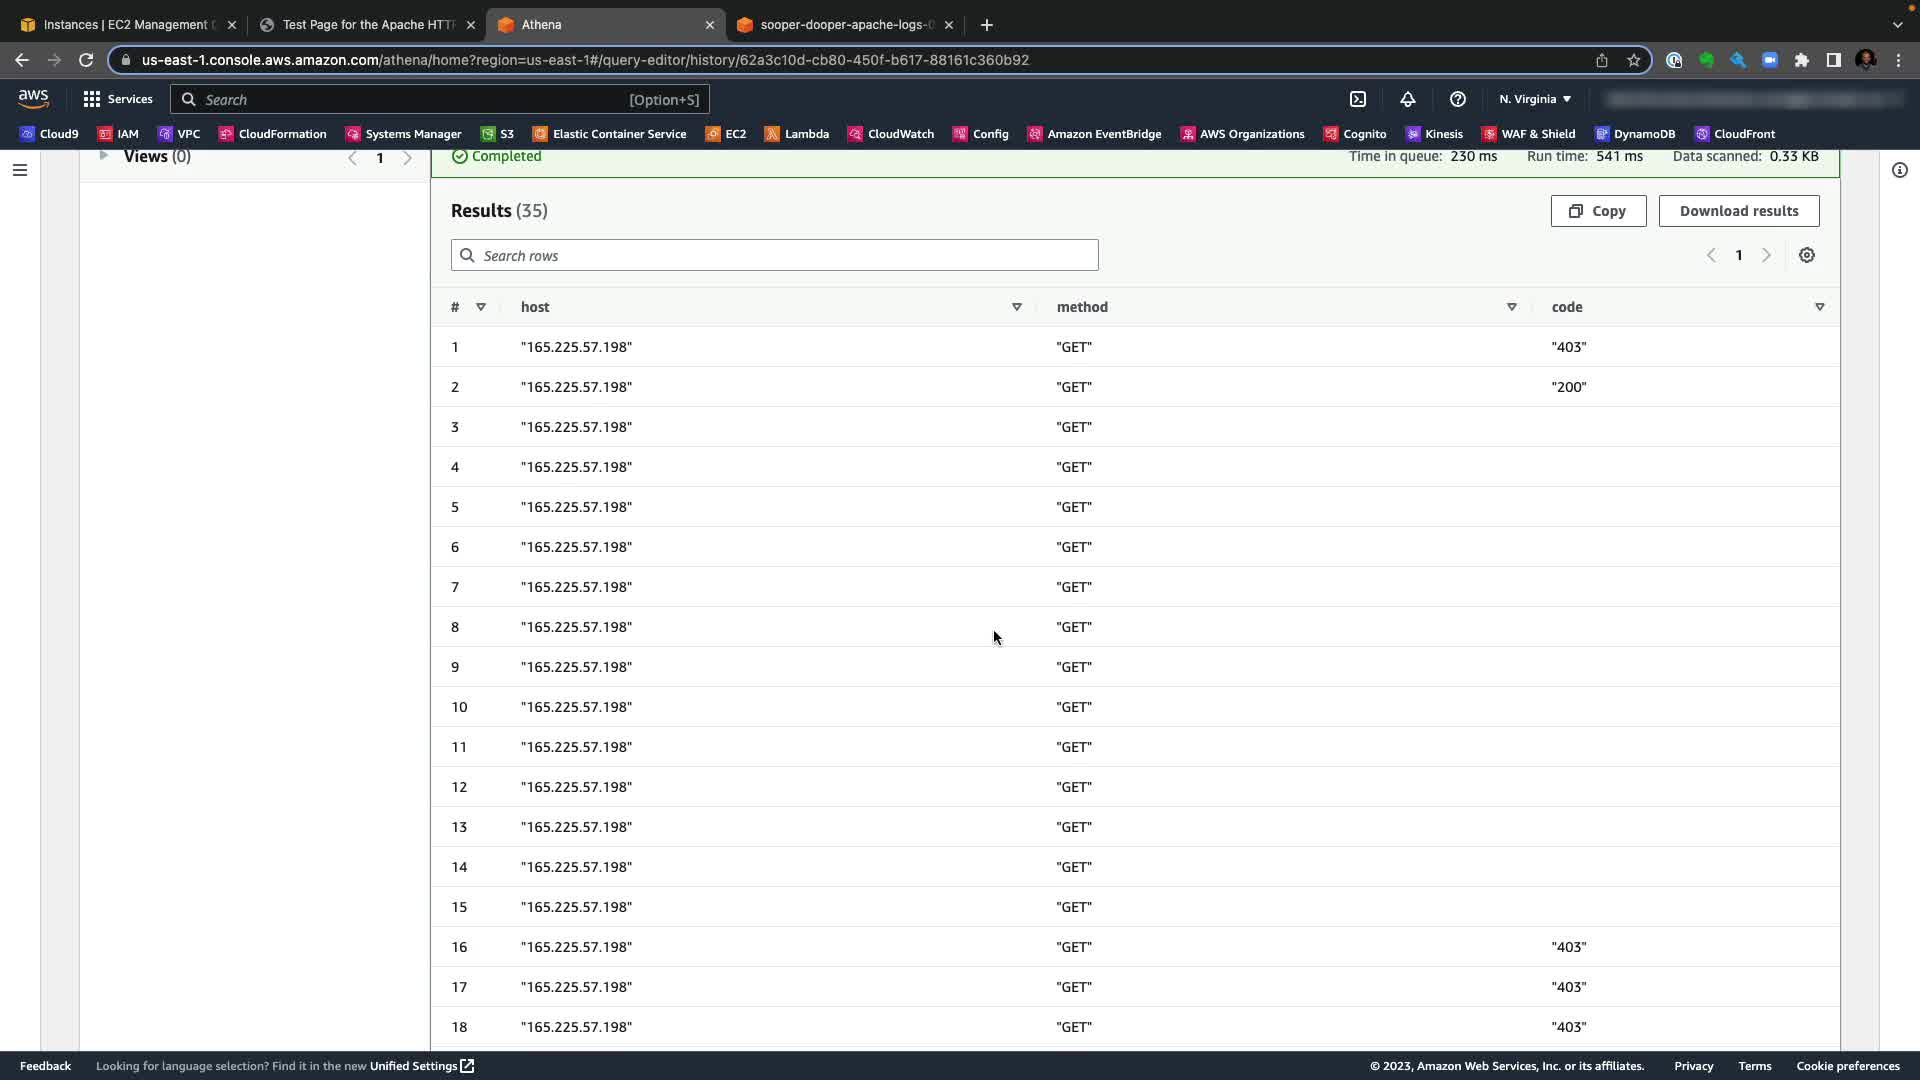 Instances | EC2 Management
Test Page for the Apache HTT
Athena
sooper-dooper-apache-logs-
us-east-1.console.aws.amazon.com/athena/home?region=us-east-1#/query-editor/history/62a3c10d-cb80-450f-b617-88161c360b92
aws
Services
Search
[Option+S]
N. Virginia
Cloud9
IAM
VPC
CloudFormation
Systems Manager
S3
Elastic Container Service
EC2
Lambda
CloudWatch
Config
Amazon EventBridge
AWS Organizations
Cognito
Kinesis
WAF & Shield
DynamoDB
CloudFront
Views (0)
1
Completed
Time in queue: 230 ms
Run time: 541 ms
Data scanned: 0.33 KB
Results (35)
Copy
Download results
Search rows
1
# host method code
1 "165.225.57.198" "GET" "403"
2 "165.225.57.198" "GET" "200"
3 "165.225.57.198" "GET"
4 "165.225.57.198" "GET"
5 "165.225.57.198" "GET"
6 "165.225.57.198" "GET"
7 "165.225.57.198" "GET"
8 "165.225.57.198" "GET"
9 "165.225.57.198" "GET"
10 "165.225.57.198" "GET"
11 "165.225.57.198" "GET"
12 "165.225.57.198" "GET"
13 "165.225.57.198" "GET"
14 "165.225.57.198" "GET"
15 "165.225.57.198" "GET"
16 "165.225.57.198" "GET" "403"
17 "165.225.57.198" "GET" "403"
18 "165.225.57.198" "GET" "403"
Feedback
Looking for language selection? Find it in the new Unified Settings
© 2023, Amazon Web Services, Inc. or its affiliates.
Privacy
Terms
Cookie preferences